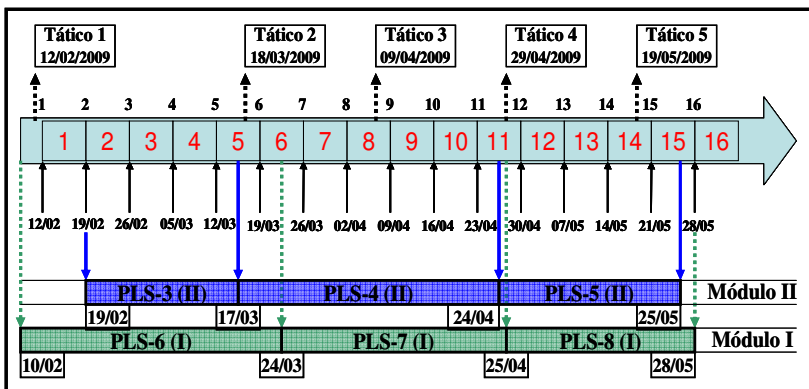 Tático 1
12/02/2009
Tático 2
18/03/2009
Tático 3
09/04/2009
Tático 4
29/04/2009
Tático 5
19/05/2009
1 2 3 4 5 6 7 8 9 10 11 12 13 14 15 16
1 2 3 4 5 6 7 8 9 10 11 12 13 14 15 16
12/02 19/02 26/02 05/03 12/03 19/03 26/03 02/04 09/04 16/04 23/04 30/04 07/05 14/05 21/05 28/05
PLS-3 (II) PLS-4 (II) PLS-5 (II) Módulo II
19/02 17/03 24/04 25/05
PLS-6 (I) PLS-7 (I) PLS-8 (I) Módulo I
10/02 24/03 25/04 28/05